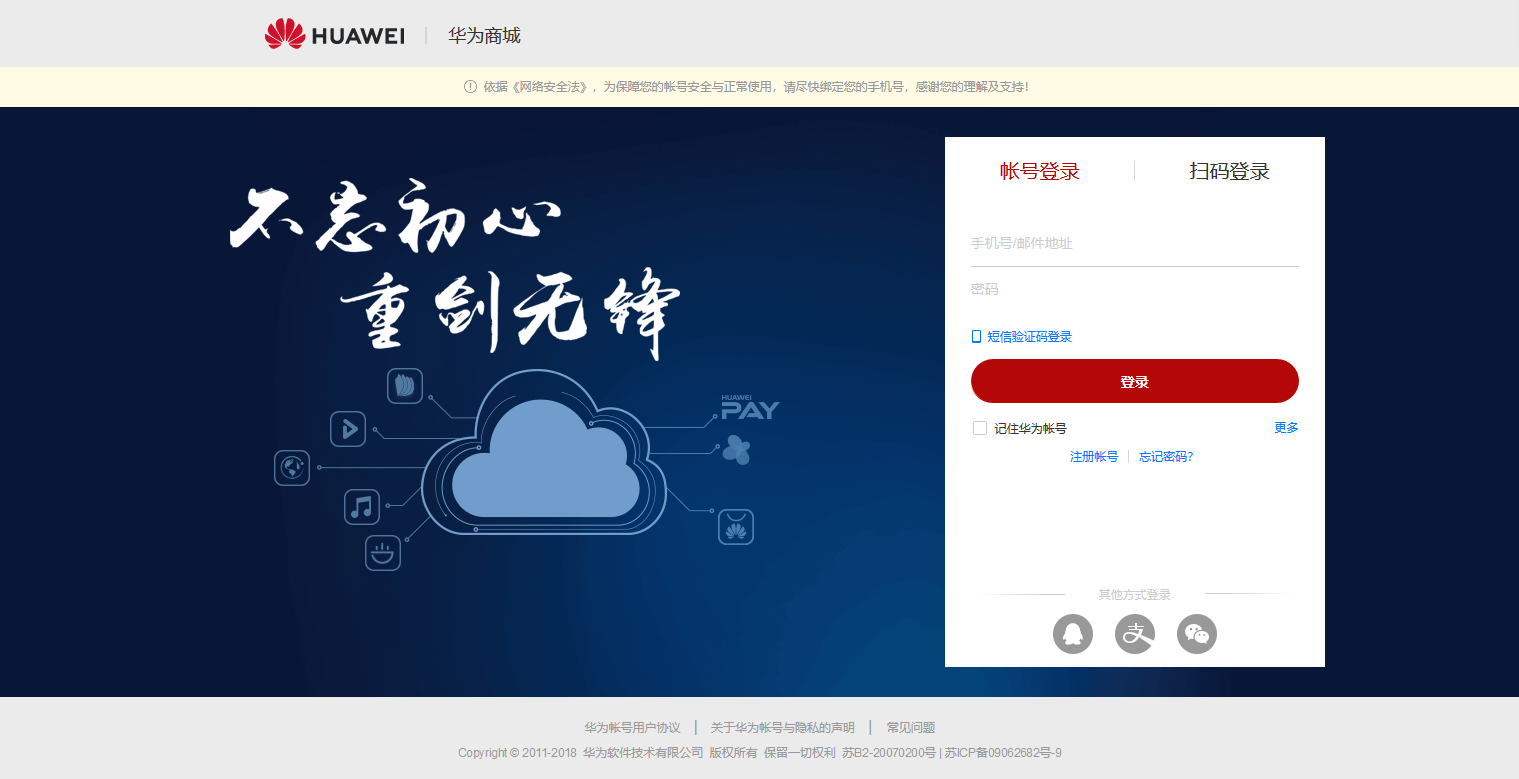 HUAWEI | 华为商城
依据《网络安全法》，为保障您的帐号安全与正常使用，请尽快绑定您的手机号，感谢您的理解及支持！
不忘初心
重剑无锋
HUAWEI
PAY
帐号登录
扫码登录
手机号/邮件地址
密码
短信验证码登录
登录
记住华为帐号
更多
注册帐号
忘记密码?
其他方式登录
支
华为帐号用户协议 | 关于华为帐号与隐私的声明 | 常见问题
Copyright © 2011-2018 华为软件技术有限公司 版权所有 保留一切权利 苏B2-20070200号 | 苏ICP备09062682号-9